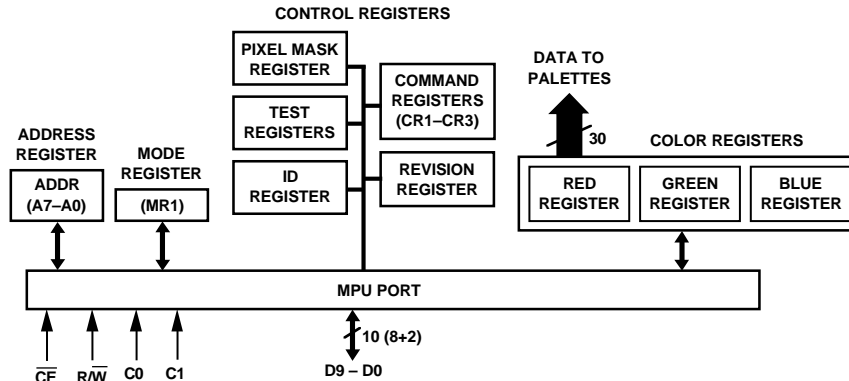 CONTROL REGISTERS
PIXEL MASK
REGISTER
COMMAND
REGISTERS
(CR1–CR3)
TEST
REGISTERS
ID
REGISTER
REVISION
REGISTER
DATA TO
PALETTES
30
COLOR REGISTERS
RED
REGISTER
GREEN
REGISTER
BLUE
REGISTER
ADDRESS
REGISTER
ADDR
(A7–A0)
MODE
REGISTER
(MR1)
MPU PORT
10 (8+2)
CE R/W C0 C1 D9 – D0